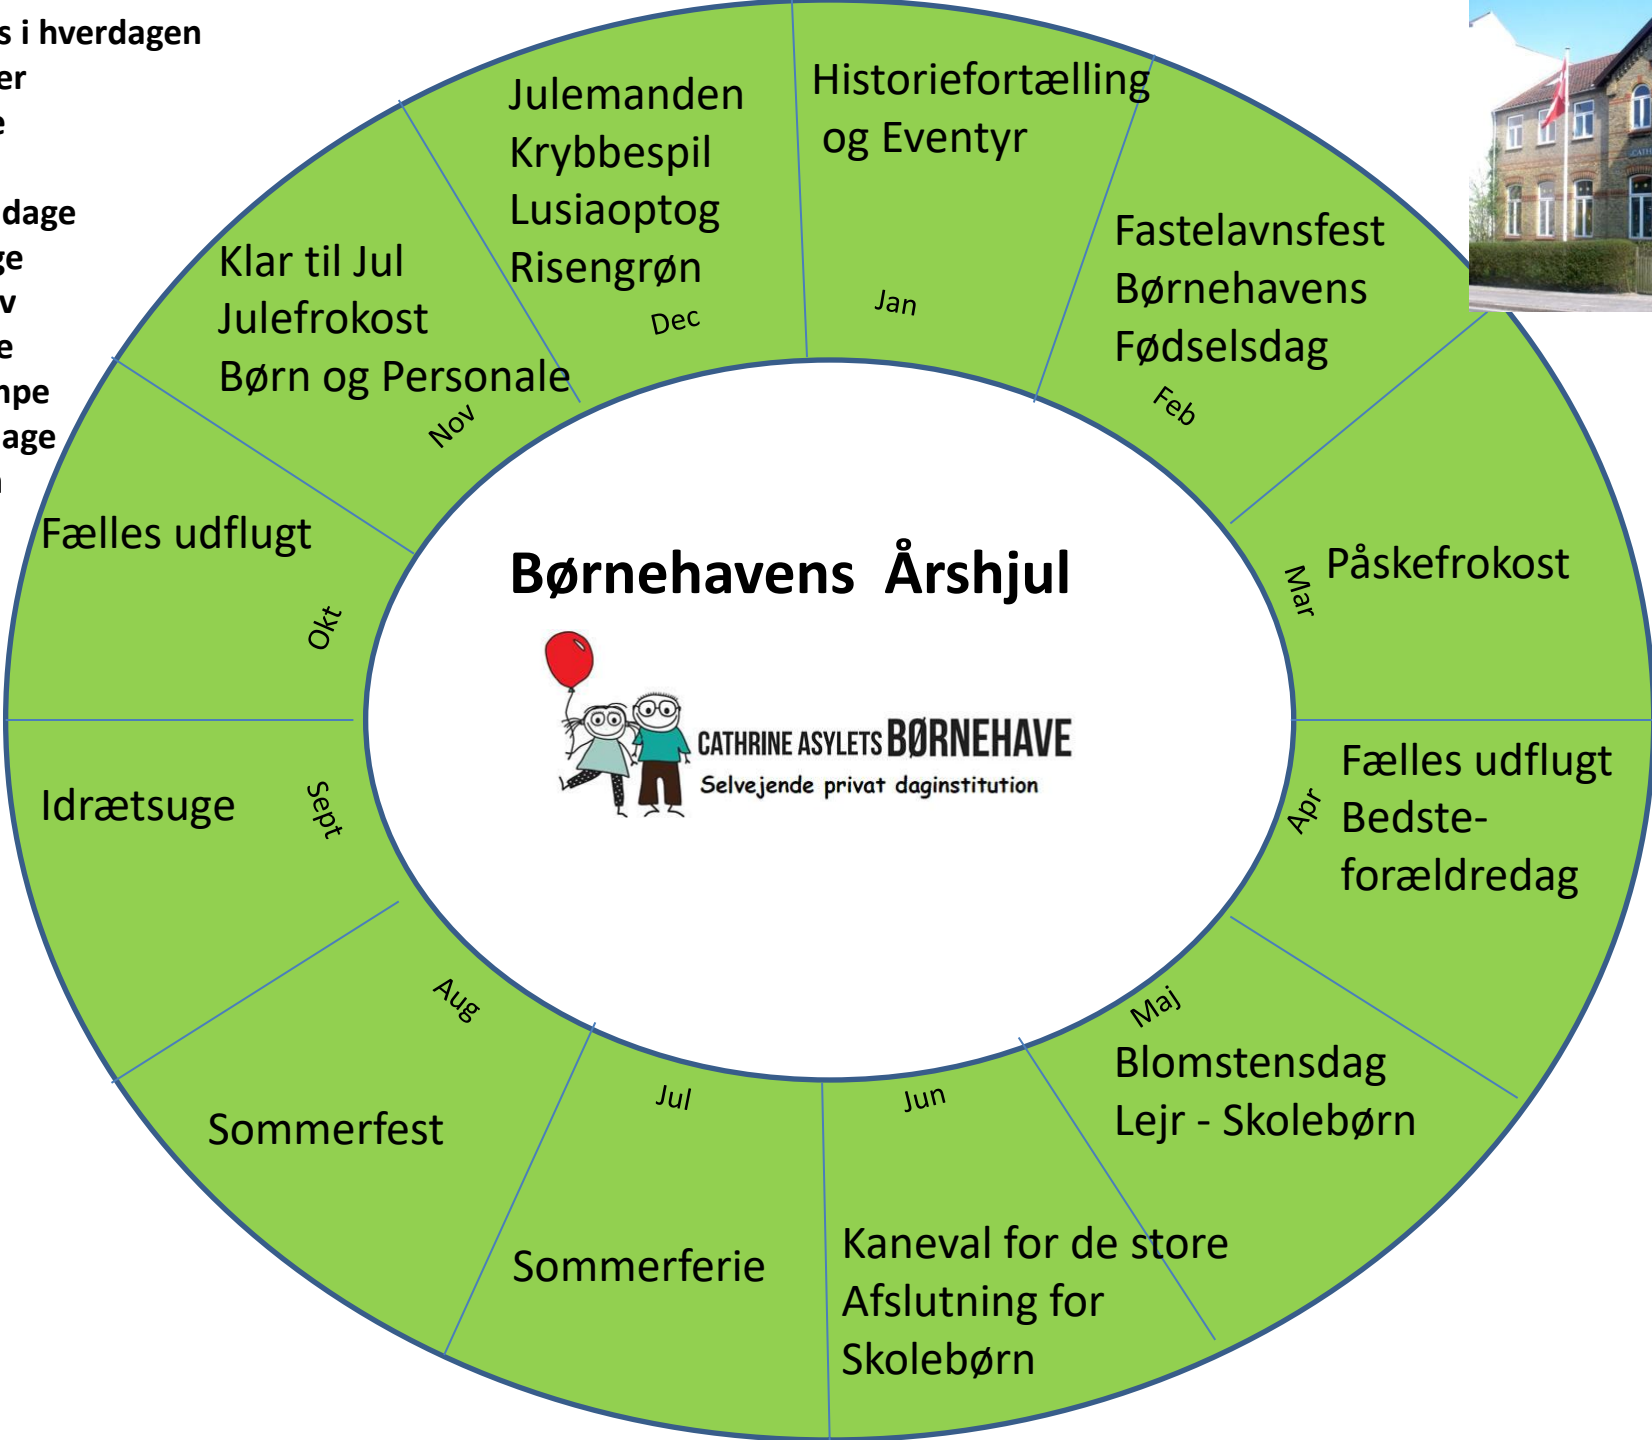 i hverdagen
dage
Julemanden
Krybbespil
Lusiaoptog
Risengrøn
Dec
Historiefortælling
og Eventyr
Jan
Fastelavnsfest
Børnehavens
Fødselsdag
Feb
Påskefrokost
Mar
Fælles udflugt
Bedste-
forældredag
Apr
Maj
Blomstensdag
Lejr - Skolebørn
Jun
Kaneval for de store
Afslutning for
Skolebørn
Jul
Sommerferie
Aug
Sommerfest
Idrætsuge
Sept
Fælles udflugt
Okt
Klar til Jul
Julefrokost
Børn og Personale
Nov
Børnehavens Årshjul
CATHRINE ASYLETS BØRNEHAVE
Selvejende privat daginstitution